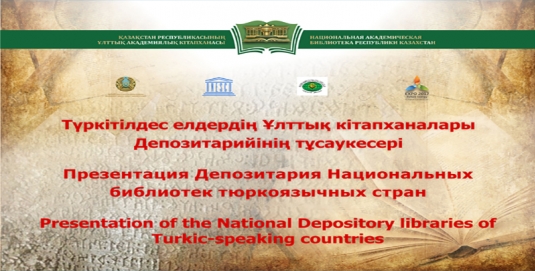 ҚАЗАҚСТАН РЕСПУБЛИКАСЫНЫҢ
ҰЛТТЫҚ АКАДЕМИЯЛЫҚ КІТАПХАНАСЫ
НАЦИОНАЛЬНАЯ АКАДЕМИЧЕСКАЯ
БИБЛИОТЕКА РЕСПУБЛИКИ КАЗАХСТАН
Түркітілдес елдердің Ұлттық кітапханалары
Депозитарийінің тұсаукесері
Презентация Депозитария Национальных
библиотек тюркоязычных стран
Presentation of the National Depository libraries of
Turkic-speaking countries